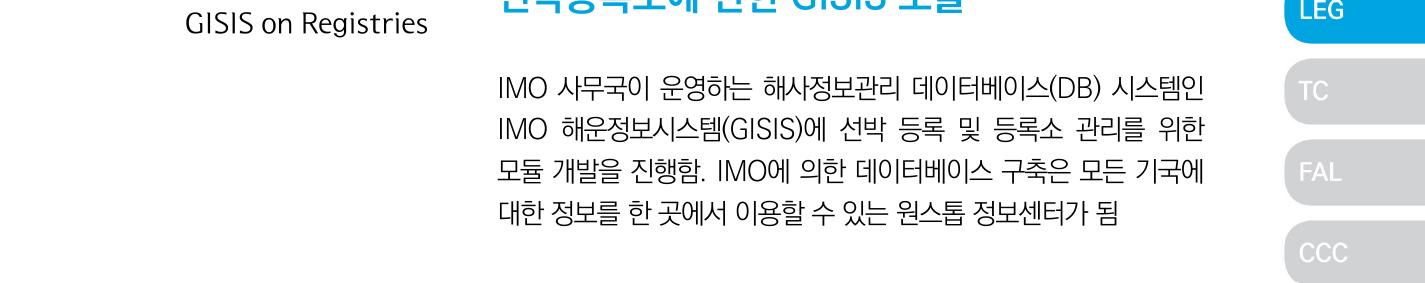 GISIS on Registries
GISIS 모듈
LEG
IMO 사무국이 운영하는 해사정보관리 데이터베이스(DB) 시스템인
IMO 해운정보시스템(GISIS)에 선박 등록 및 등록소 관리를 위한
모듈 개발을 진행함. IMO에 의한 데이터베이스 구축은 모든 기국에
대한 정보를 한 곳에서 이용할 수 있는 원스톱 정보센터가 됨
TC
FAL
CCC